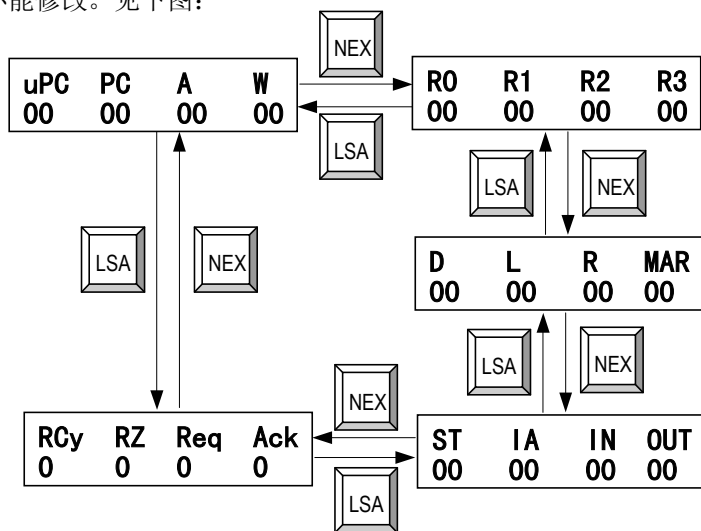 不能修改。见下图:
NEX
uPC PC A W
00 00 00 00
R0 R1 R2 R3
00 00 00 00
LSA
LSA NEX
LSA NEX
D L R MAR
00 00 00 00
LSA NEX
NEX
RCy RZ Req Ack
0 0 0 0
ST IA IN OUT
00 00 00 00
LSA